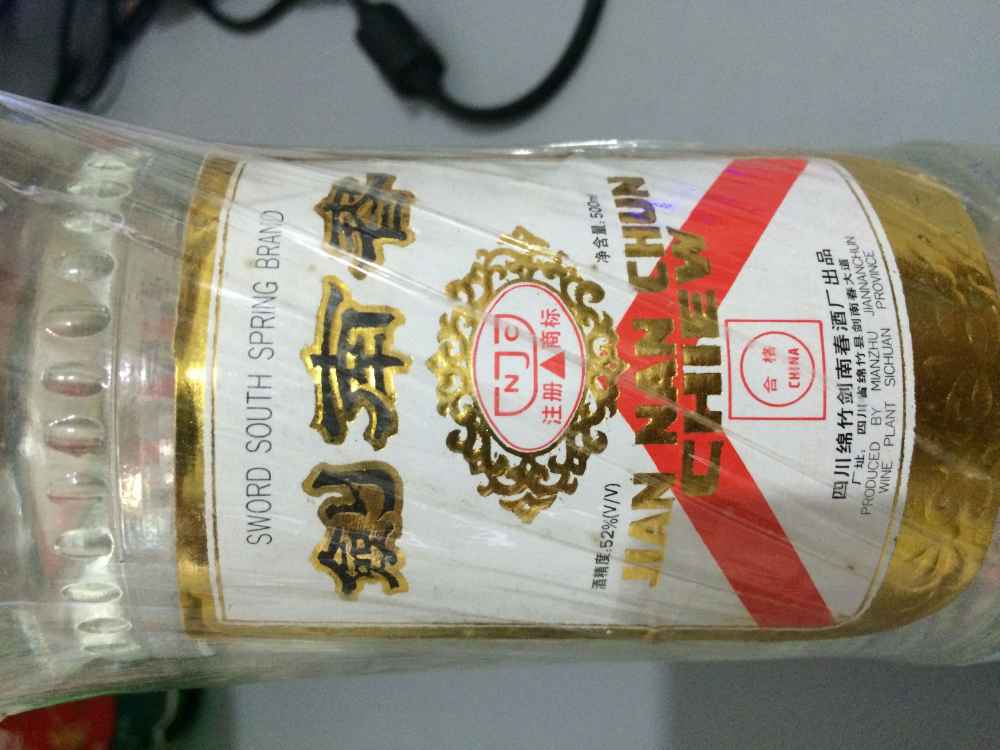 SWORD SOUTH SPRING BRAND
劍南春
NJC
注册▲商标
酒精度:52%(V/V)
净含量:500ml
JIAN NAN CHUN
CHIEW
合格
CHINA
四川绵竹剑南春酒厂出品
厂址:四川省绵竹县剑南春大道
PRODUCED BY MIANZHU JIANNANCHUN
WINE PLANT SICHUAN PROVINCE